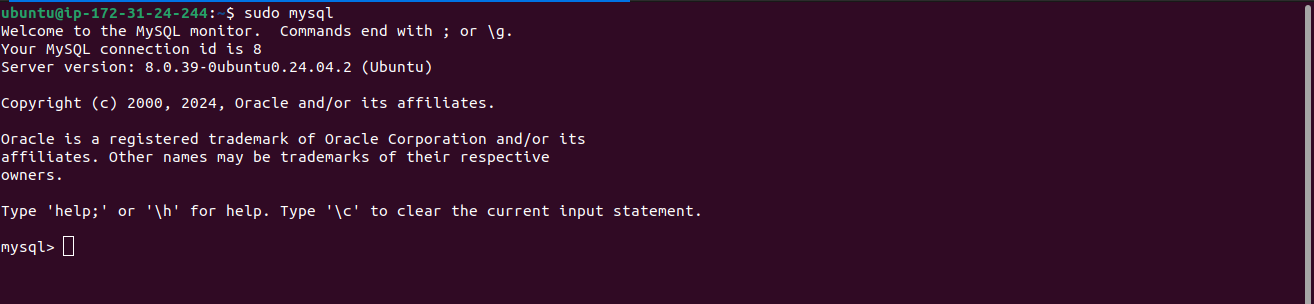 ubuntu@ip-172-31-24-244:~$ sudo mysql
Welcome to the MySQL monitor.  Commands end with ; or \g.
Your MySQL connection id is 8
Server version: 8.0.39-0ubuntu0.24.04.2 (Ubuntu)
Copyright (c) 2000, 2024, Oracle and/or its affiliates.
Oracle is a registered trademark of Oracle Corporation and/or its
affiliates. Other names may be trademarks of their respective
owners.
Type 'help;' or '\h' for help. Type '\c' to clear the current input statement.
mysql>